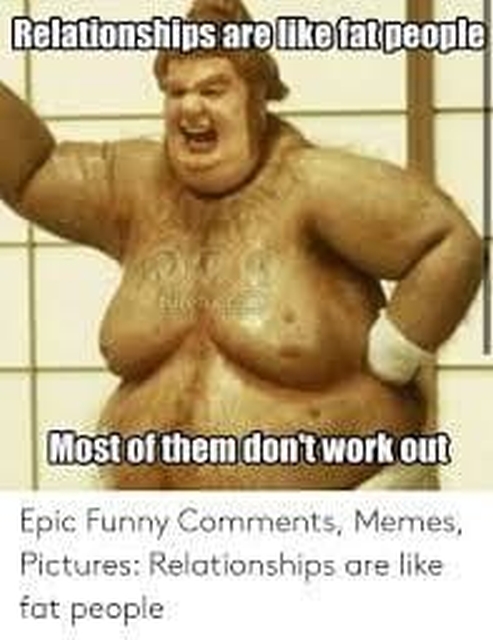 Relationships are like fat people
Most of them don't work out
Epic Funny Comments, Memes,
Pictures: Relationships are like
fat people